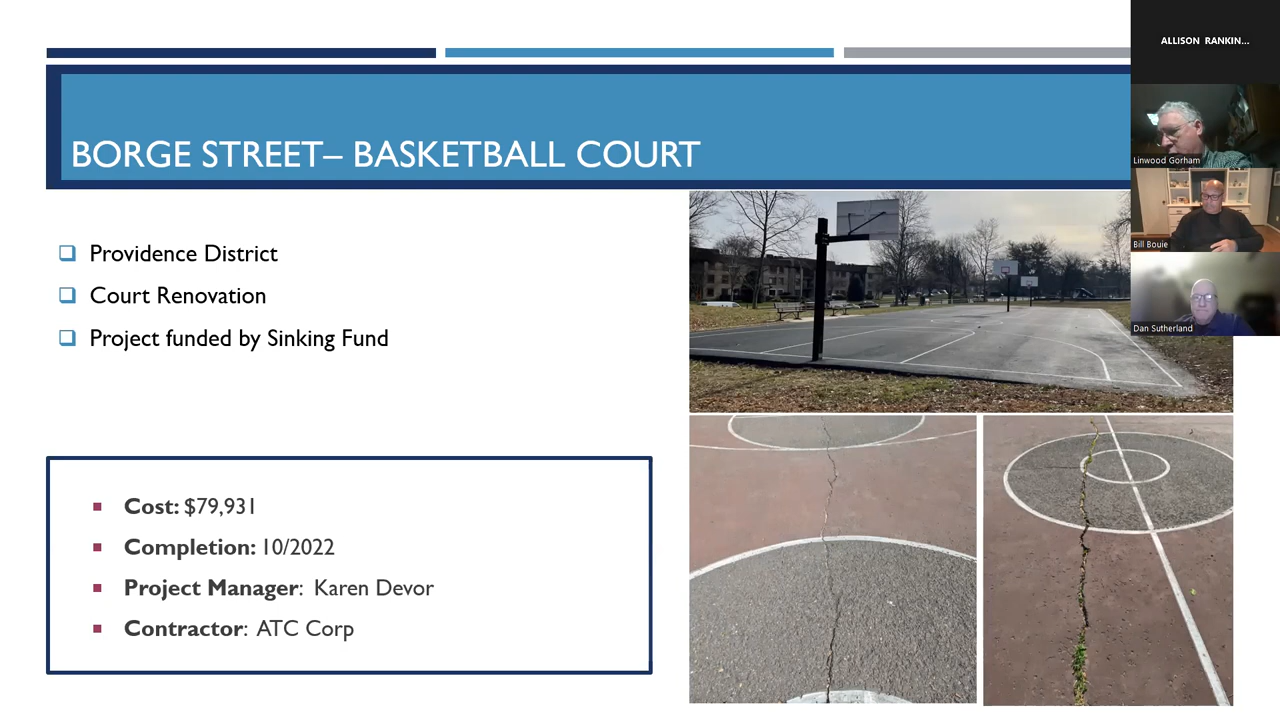 BORGE STREET– BASKETBALL COURT
Providence District
Court Renovation
Project funded by Sinking Fund
Cost: $79,931
Completion: 10/2022
Project Manager: Karen Devor
Contractor: ATC Corp
ALLISON RANKIN...
Linwood Gorham
Bill Bouie
Dan Sutherland